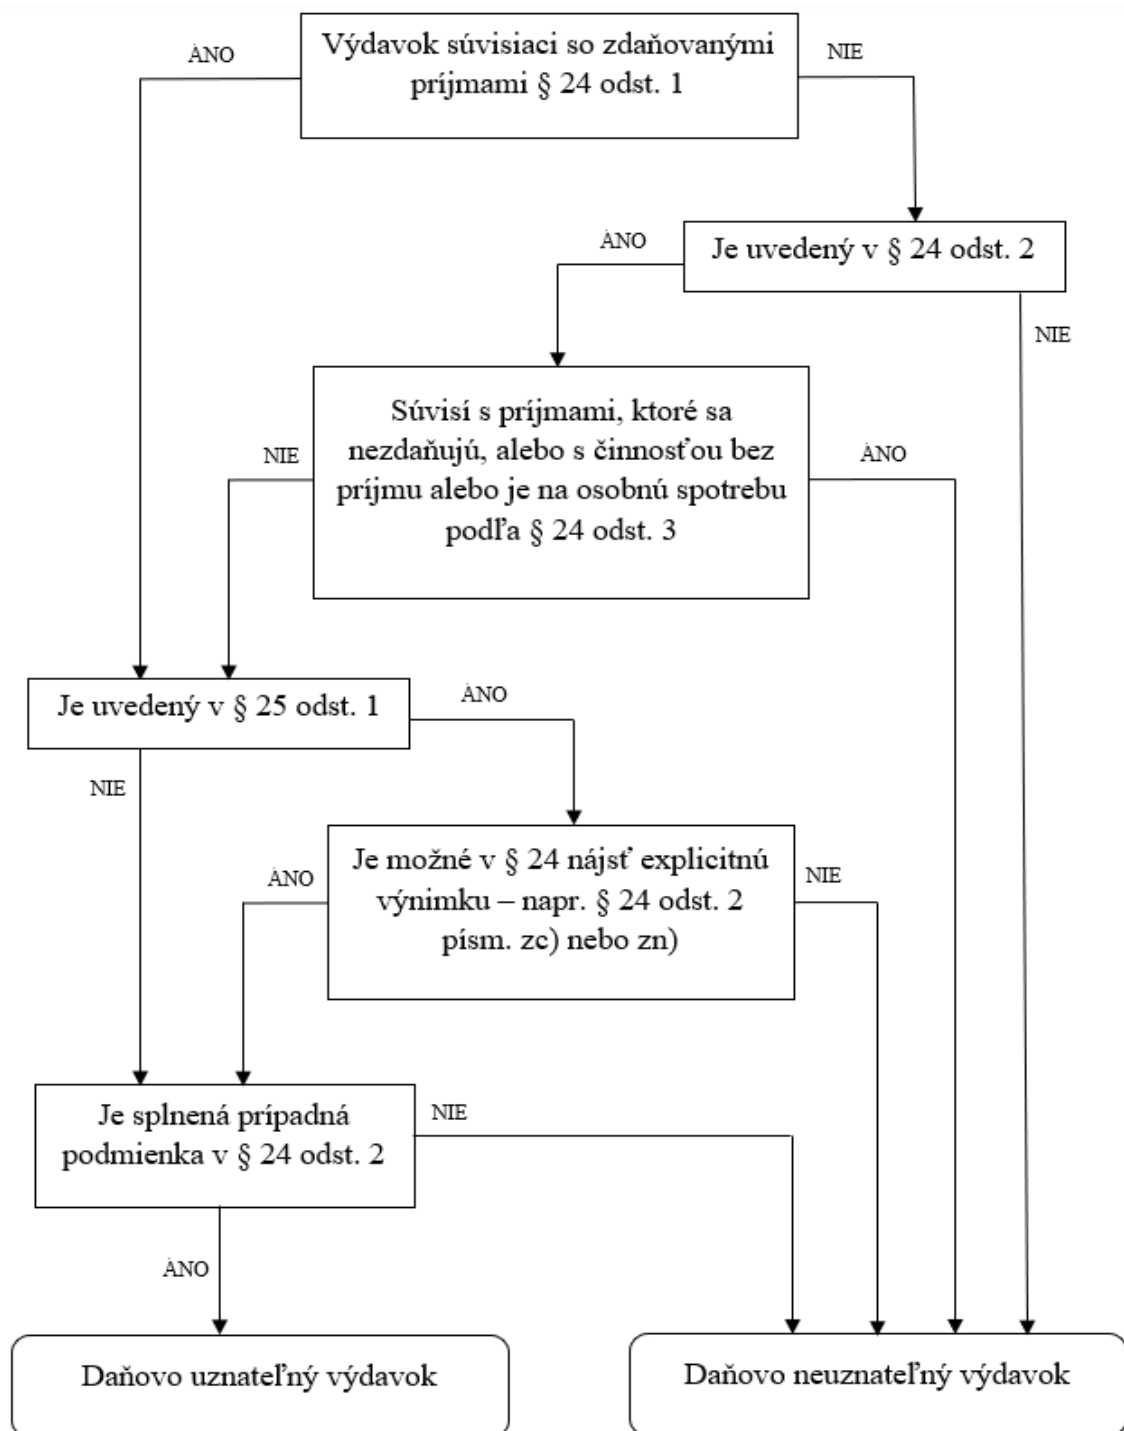 Výdavok súvisiaci so zdaňovanými
príjmami § 24 odst. 1
ÁNO
NIE
Je uvedený v § 24 odst. 2
ÁNO
NIE
Súvisí s príjmami, ktoré sa
nezdaňujú, alebo s činnosťou bez
príjmu alebo je na osobnú spotrebu
podľa § 24 odst. 3
NIE
ÁNO
Je uvedený v § 25 odst. 1
ÁNO
NIE
Je možné v § 24 nájsť explicitnú
výnimku – napr. § 24 odst. 2
písm. zc) nebo zn)
ÁNO
NIE
Je splnená prípadná
podmienka v § 24 odst. 2
NIE
ÁNO
Daňovo uznateľný výdavok
Daňovo neuznateľný výdavok